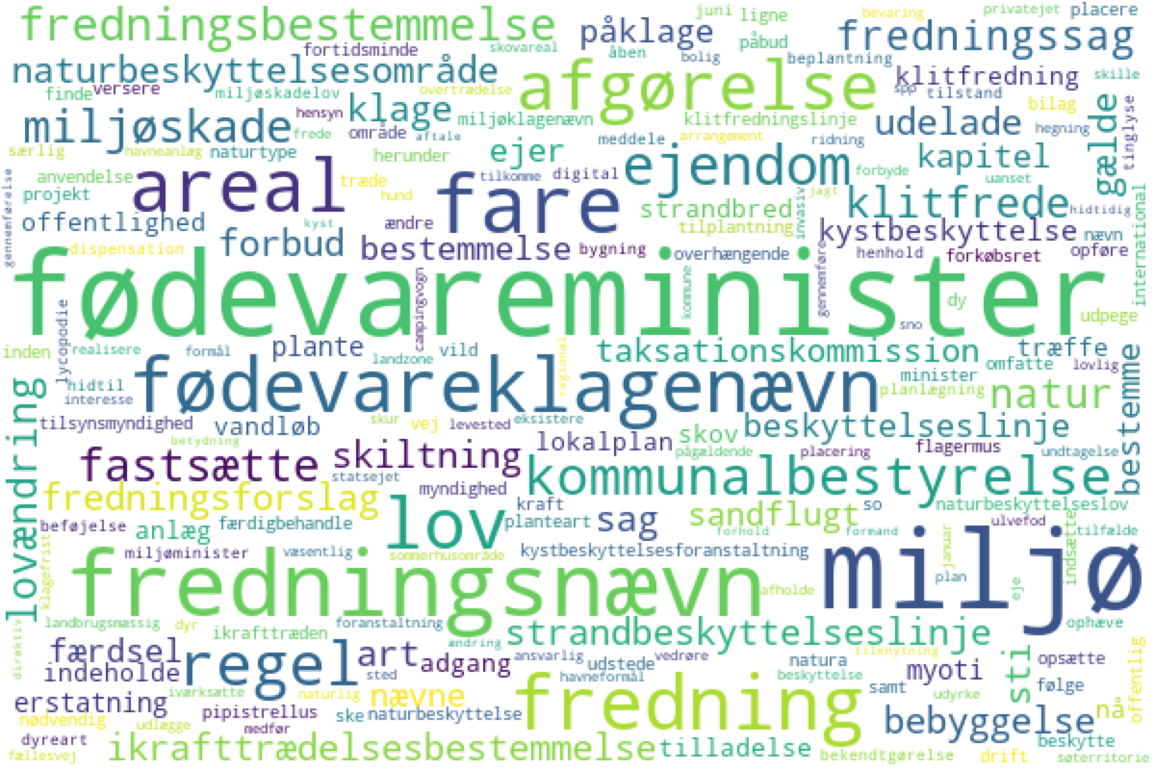 fredningsbestemmelse
påklage
juni
ligne
bevaring
privatejet
placere
fredningssag
fortidsminde
skovareal
åben
påbud
bolig
beplantning
naturbeskyttelsesområde
afgørelse
klitfredning
skille
finde
versere
miljøskadelov
hensyn
overtrædelse
klage
spp
tilstand
bilag
miljøskade
frede
område
aftale
miljøklagenævn
klitfredningslinje
udelade
hegning
gælde
tinglyse
særlig
havneanlæg
naturtype
herunder
ejer
meddele
arrangement
ridning
kapitel
anvendelse
projekt
areal
træde
hund
tilkomme
digital
fare
ejendom
forbyde
uanset
jagt
invasiv
klitfrede
hidtidig
international
gennemførelse
offentlighed
kyst
ændre
strandbred
tilplantning
kystbeskyttelse
nævn
dispensation
forbud
bestemmelse
bygning
overhængende
gennemføre
henhold
forkøbsret
opføre
fødevareminister
campingvogn
kommune
dy
sno
udpege
lycopodie
inden
realisere
formål
plante
landzone
vild
regional
taksationskommission
træffe
minister
omfatte
lovlig
hidtil
interesse
fødevareklagenævn
planlægning
natur
bestemme
lovændring
tilsynsmyndighed
vandløb
betydning
skur
vej
levested
eksistere
lokalplan
skov
pågældende
beskyttelseslinje
placering
flagermus
undtagelse
fastsætte
skiltning
statsejet
kommunalbestyrelse
fredningsforslag
myndighed
kraft
planteart
sag
sandflugt
so
naturbeskyttelseslov
beføjelse
anlæg
færdigbehandle
lov
forhold
formand
ulvefod
tilfælde
klagefrist
miljøminister
væsentlig
sommerhusområde
kystbeskyttelsesforanstaltning
miljø
januar
indsætte
plan
eje
fredningsnævn
afholde
landbrugsmæssig
dyr
ikrafttræden
foranstaltning
ændring
strandbeskyttelseslinje
ophæve
direktiv
færdsel
indeholde
regel
art
sted
adgang
ansvarlig
havneformål
udstede
vedrøre
natura
beskyttelse
tilknytning
samt
myoti
udyrke
sti
opsætte
følge
offentlig
erstatning
iværksætte
naturlig
nævne
fredning
nødvendig
udlægge
pipistrellus
medfør
ske
naturbeskyttelse
bebyggelse
nå
dyreart
fællesvej
ikrafttrædelsesbestemmelse
tilladelse
bekendtgørelse
drift
beskytte
søterritorie